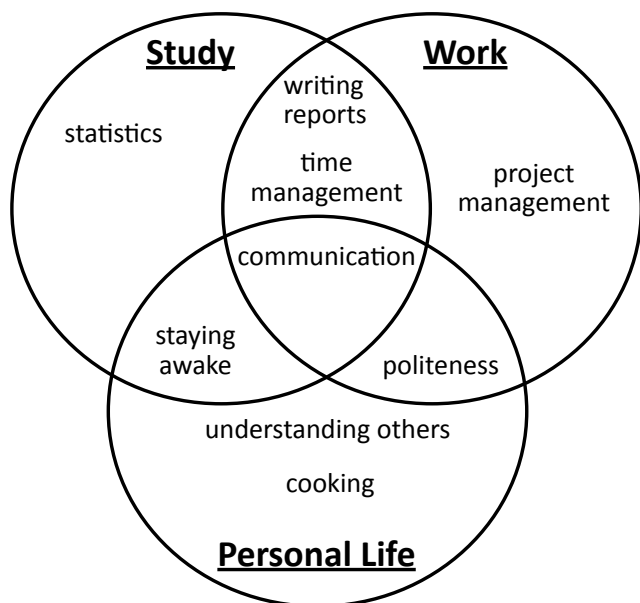 Study
Work
writing
reports
statistics
time
management
project
management
communication
staying
awake
politeness
understanding others
cooking
Personal Life